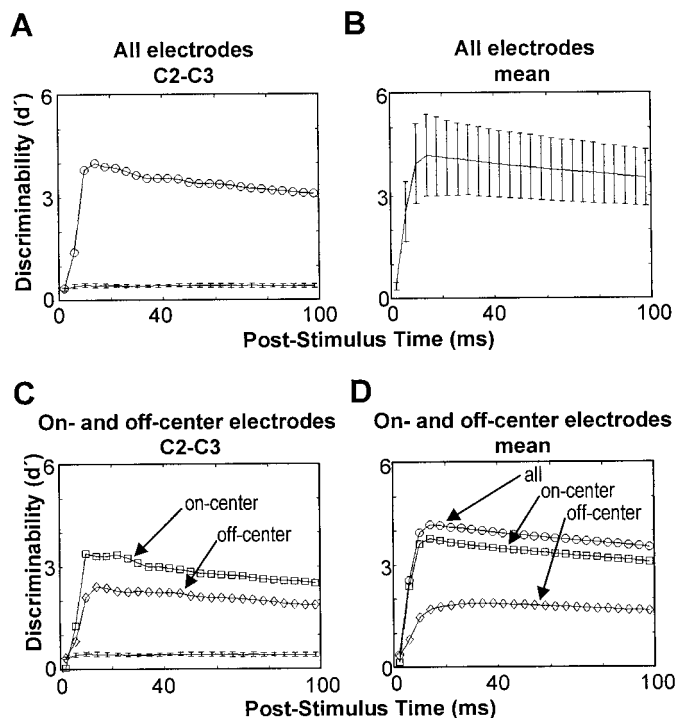 A
All electrodes
C2-C3
B
All electrodes
mean
Discriminability (d´)
6
3
0
0
40
100
6
3
0
0
40
100
Post-Stimulus Time (ms)
C
On- and off-center electrodes
C2-C3
D
On- and off-center electrodes
mean
Discriminability (d´)
6
3
0
on-center
off-center
0
40
100
6
3
0
all
on-center
off-center
0
40
100
Post-Stimulus Time (ms)